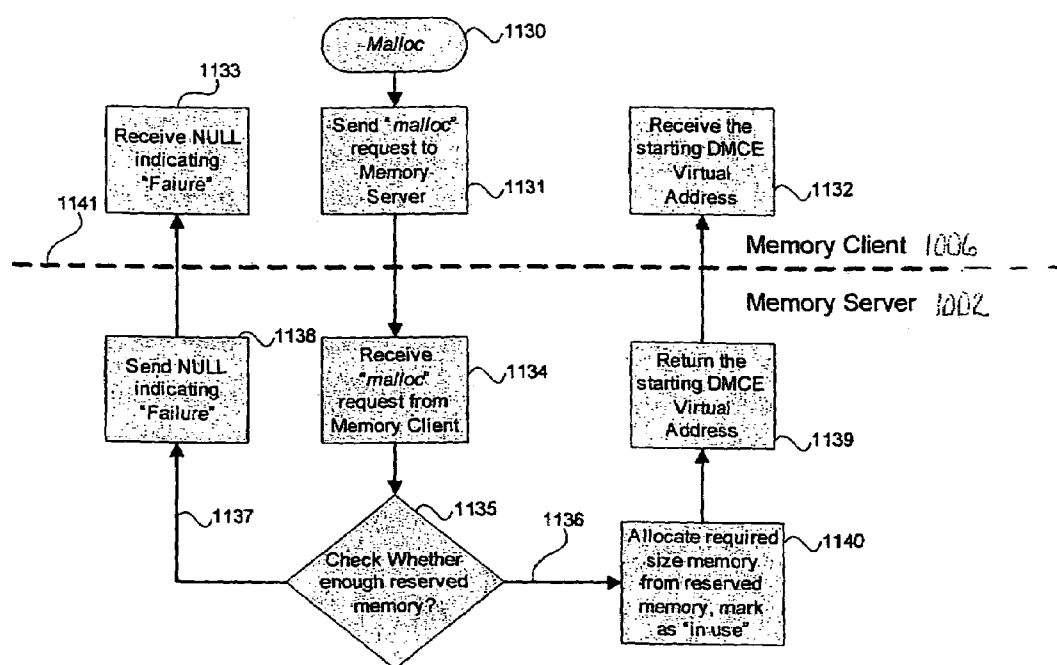 Malloc
1130
1133
Receive NULL
indicating
"Faiure"
Send "malloc"
request to
Memory
Server
1131
Receive the
starting DMCE
Virtual
Address
1132
1141
Memory Client 1006
Memory Server 1002
1138
Send NULL
indicating
"Failure"
Receive
"malloc"
request from
Memory Client
1134
Return the
starting DMCE
Virtual
Address
1139
1137
1135
Check Whether
enough reserved
memory?
1136
Allocate required
size memory
from reserved
memory, mark
as "in use"
1140